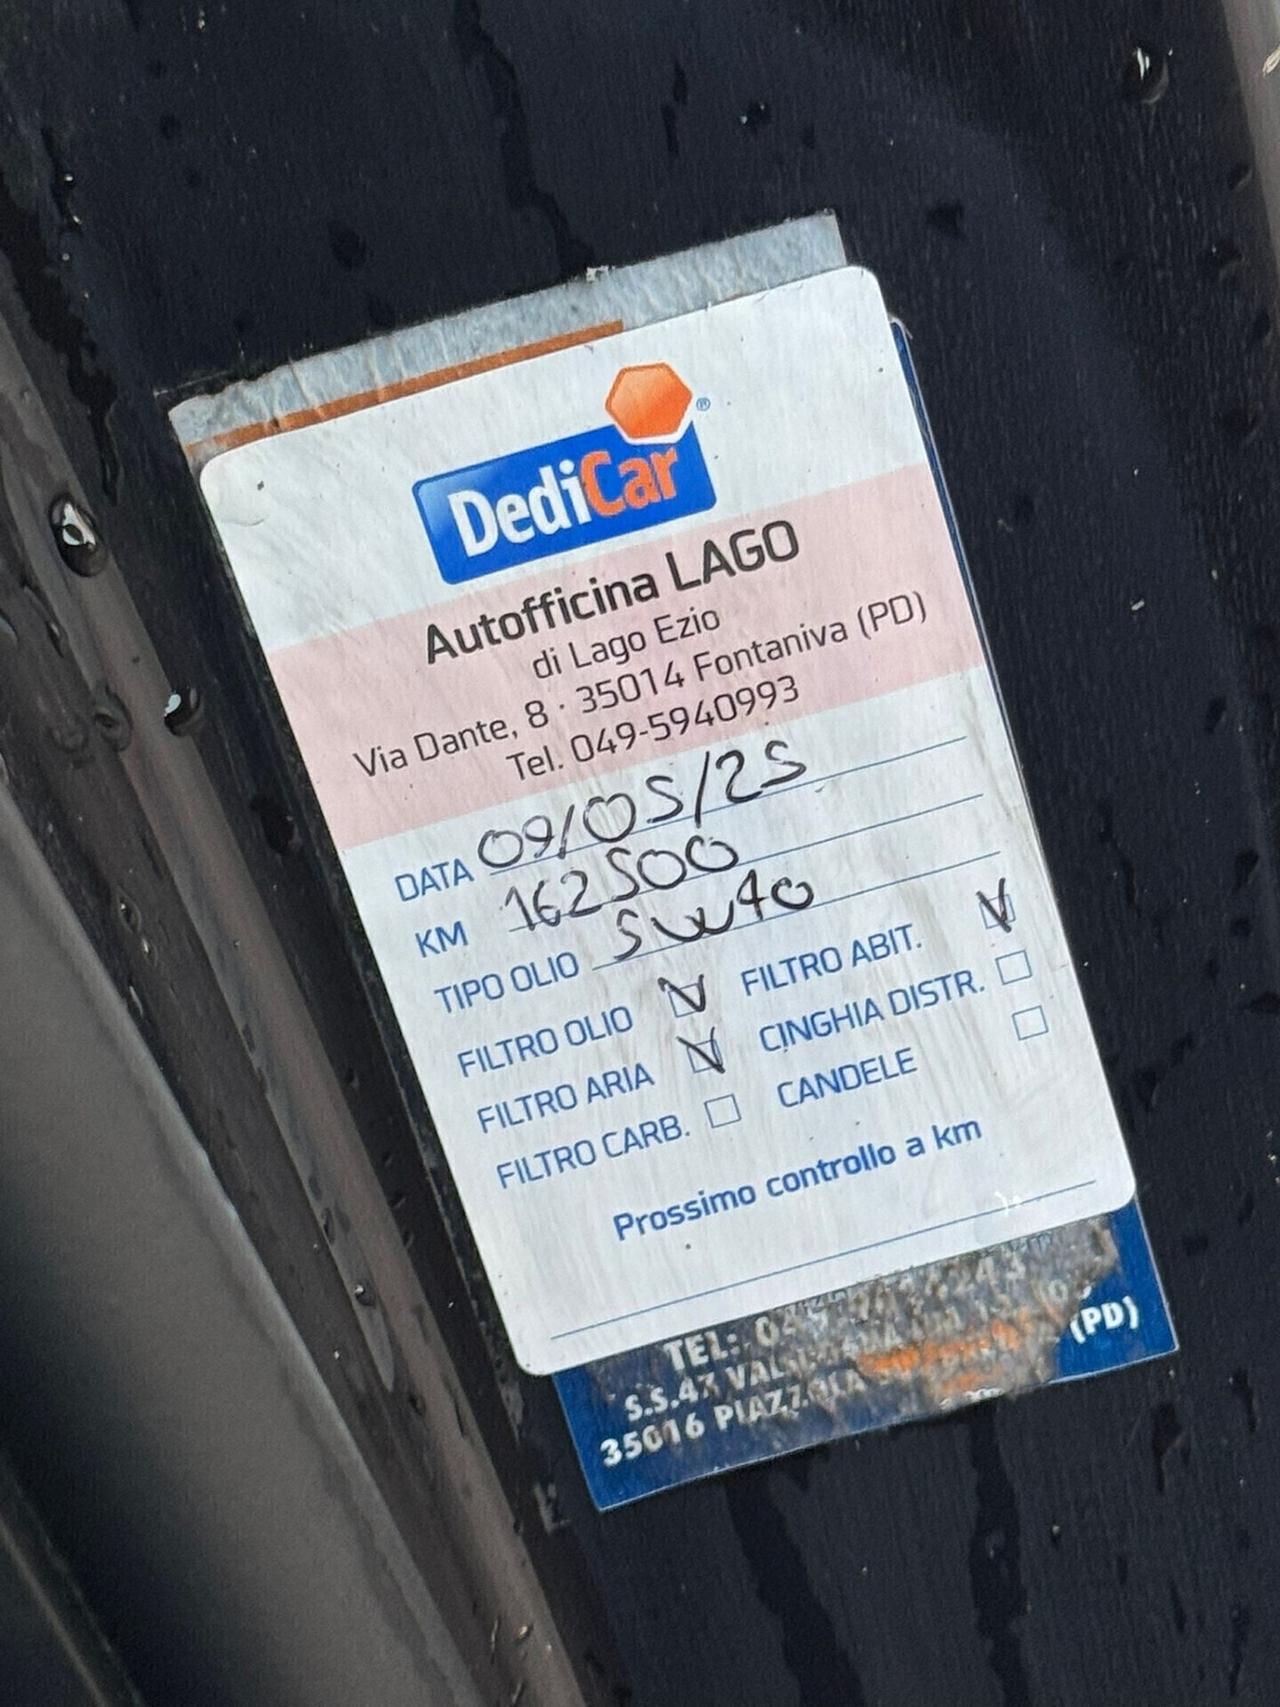 DediCar®
Autofficina LAGO
di Lago Ezio
Via Dante, 8 · 35014 Fontaniva (PD)
Tel. 049-5940993
DATA 09/05/25
KM 162500
TIPO OLIO 5W40
FILTRO OLIO V FILTRO ABIT. V
FILTRO ARIA V CINGHIA DISTR.
FILTRO CARB. CANDELE
Prossimo controllo a km
TEL:
S.S.47
35016 PIAZZOLA (PD)